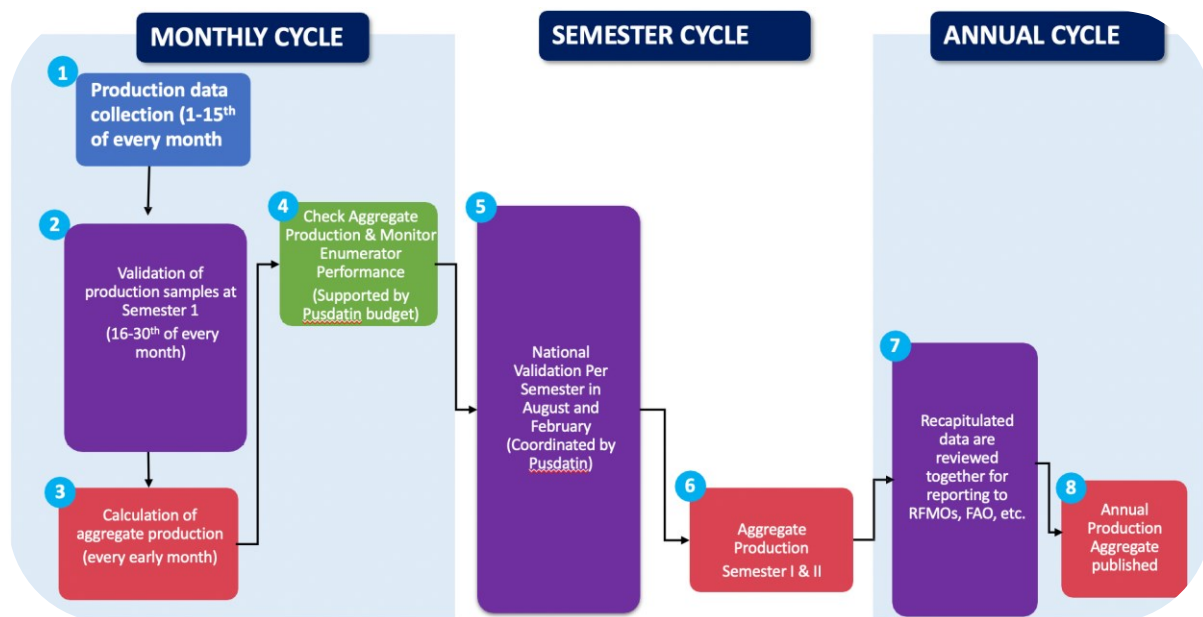 MONTHLY CYCLE
1
Production data
collection (1-15th
of every month
2
Validation of
production samples at
Semester 1
(16-30th of every
month)
3
Calculation of
aggregate production
(every early month)
4
Check Aggregate
Production & Monitor
Enumerator
Performance
(Supported by
Pusdatin budget)
SEMESTER CYCLE
5
National
Validation Per
Semester in
August and
February
(Coordinated by
Pusdatin)
6
Aggregate
Production
Semester I & II
ANNUAL CYCLE
7
Recapitulated
data are
reviewed
together for
reporting to
RFMOs, FAO, etc.
8
Annual
Production
Aggregate
published